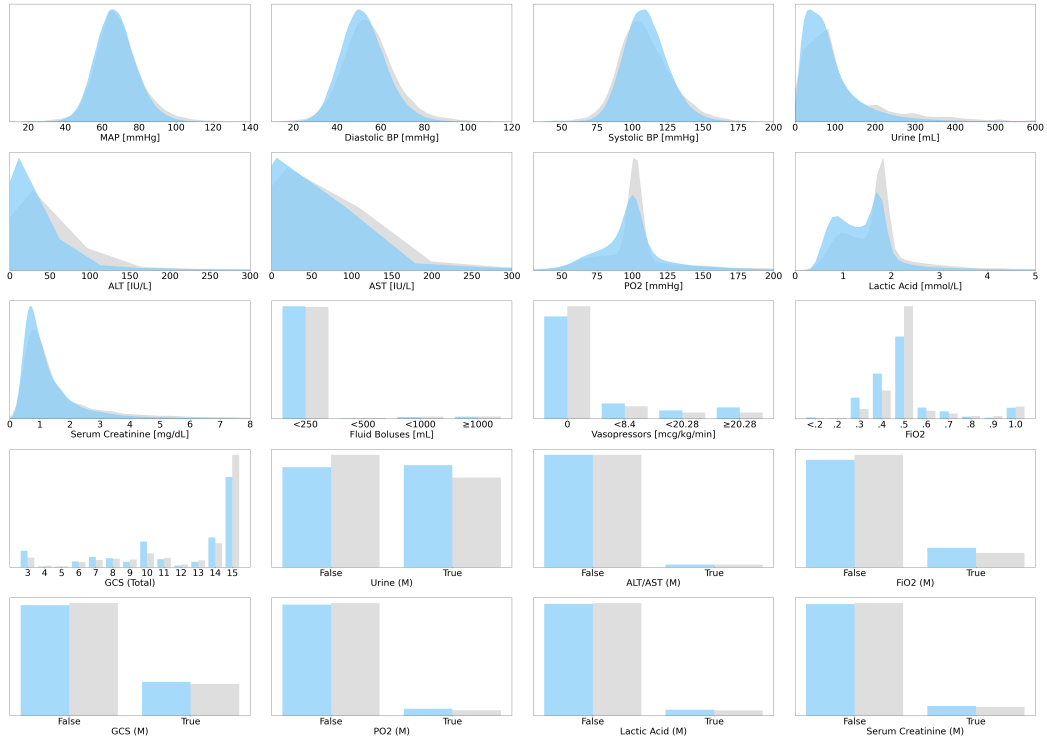 20 40 60 80 100 120 140
MAP [mmHg]
20 40 60 80 100 120
Diastolic BP [mmHg]
50 75 100 125 150 175 200
Systolic BP [mmHg]
0 100 200 300 400 500 600
Urine [mL]
0 50 100 150 200 250 300
ALT [IU/L]
0 50 100 150 200 250 300
AST [IU/L]
50 75 100 125 150 175 200
PO2 [mmHg]
0 1 2 3 4 5
Lactic Acid [mmol/L]
0 1 2 3 4 5 6 7 8
Serum Creatinine [mg/dL]
<250 <500 <1000 ≥1000
Fluid Boluses [mL]
0 <8.4 <20.28 ≥20.28
Vasopressors [mcg/kg/min]
<.2 .2 .3 .4 .5 .6 .7 .8 .9 1.0
FiO2
3 4 5 6 7 8 9 10 11 12 13 14 15
GCS (Total)
False True
Urine (M)
False True
ALT/AST (M)
False True
FiO2 (M)
False True
GCS (M)
False True
PO2 (M)
False True
Lactic Acid (M)
False True
Serum Creatinine (M)